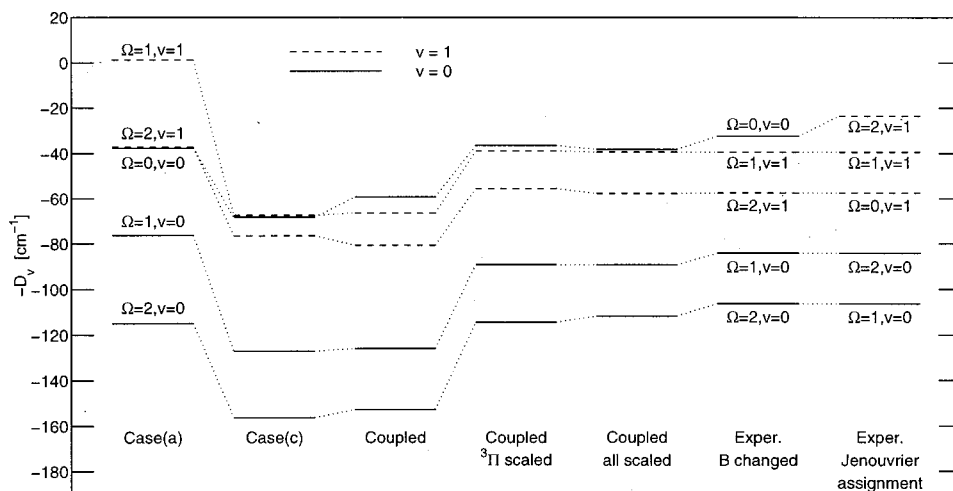 20
0
−20
−40
−60
−80
−100
−120
−140
−160
−180
−D_v [cm⁻¹]
v = 1
v = 0
Ω=1,v=1
Ω=2,v=1
Ω=0,v=0
Ω=1,v=0
Ω=2,v=0
Ω=0,v=0
Ω=1,v=1
Ω=2,v=1
Ω=1,v=0
Ω=2,v=0
Ω=2,v=1
Ω=1,v=1
Ω=0,v=1
Ω=2,v=0
Ω=1,v=0
Case(a)
Case(c)
Coupled
Coupled
³Π scaled
Coupled
all scaled
Exper.
B changed
Exper.
Jenouvrier
assignment